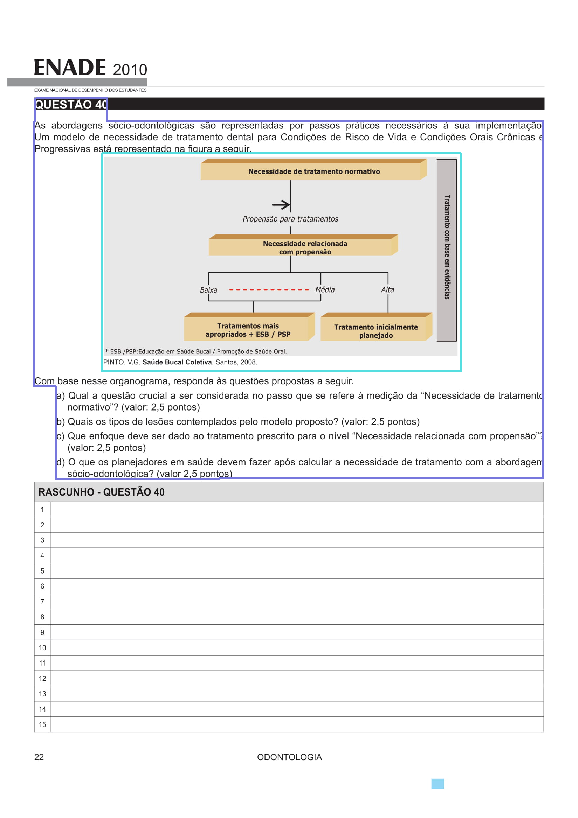 ENADE 2010
EXAME NACIONAL DE DESEMPENHO DOS ESTUDANTES
QUESTÃO 40
As abordagens sócio-odontológicas são representadas por passos práticos necessários à sua implementação.
Um modelo de necessidade de tratamento dental para Condições de Risco de Vida e Condições Orais Crônicas e
Progressivas está representado na figura a seguir.
Necessidade de tratamento normativo
Propensão para tratamentos
Necessidade relacionada
com propensão
Baixa
Média
Alta
Tratamentos mais
apropriados + ESB / PSP
Tratamento inicialmente
planejado
Tratamento com base em evidências
* ESB /PSP:Educação em Saúde Bucal / Promoção de Saúde Oral.
PINTO, V.G. Saúde Bucal Coletiva. Santos, 2008.
Com base nesse organograma, responda às questões propostas a seguir.
a) Qual a questão crucial a ser considerada no passo que se refere à medição da “Necessidade de tratamento
normativo”? (valor: 2,5 pontos)
b) Quais os tipos de lesões contemplados pelo modelo proposto? (valor: 2,5 pontos)
c) Que enfoque deve ser dado ao tratamento prescrito para o nível “Necessidade relacionada com propensão”?
(valor: 2,5 pontos)
d) O que os planejadores em saúde devem fazer após calcular a necessidade de tratamento com a abordagem
sócio-odontológica? (valor 2,5 pontos)
RASCUNHO - QUESTÃO 40
1
2
3
4
5
6
7
8
9
10
11
12
13
14
15
22
ODONTOLOGIA